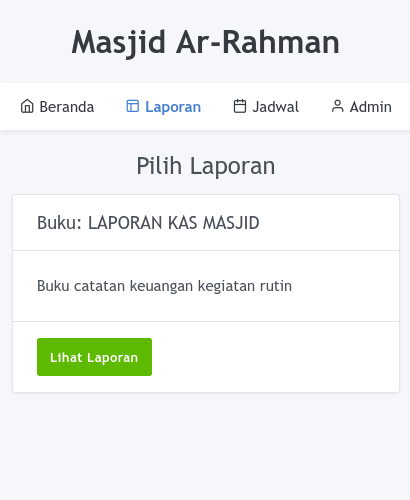 Masjid Ar-Rahman
Beranda Laporan Jadwal Admin
Pilih Laporan
Buku: LAPORAN KAS MASJID
Buku catatan keuangan kegiatan rutin
Lihat Laporan